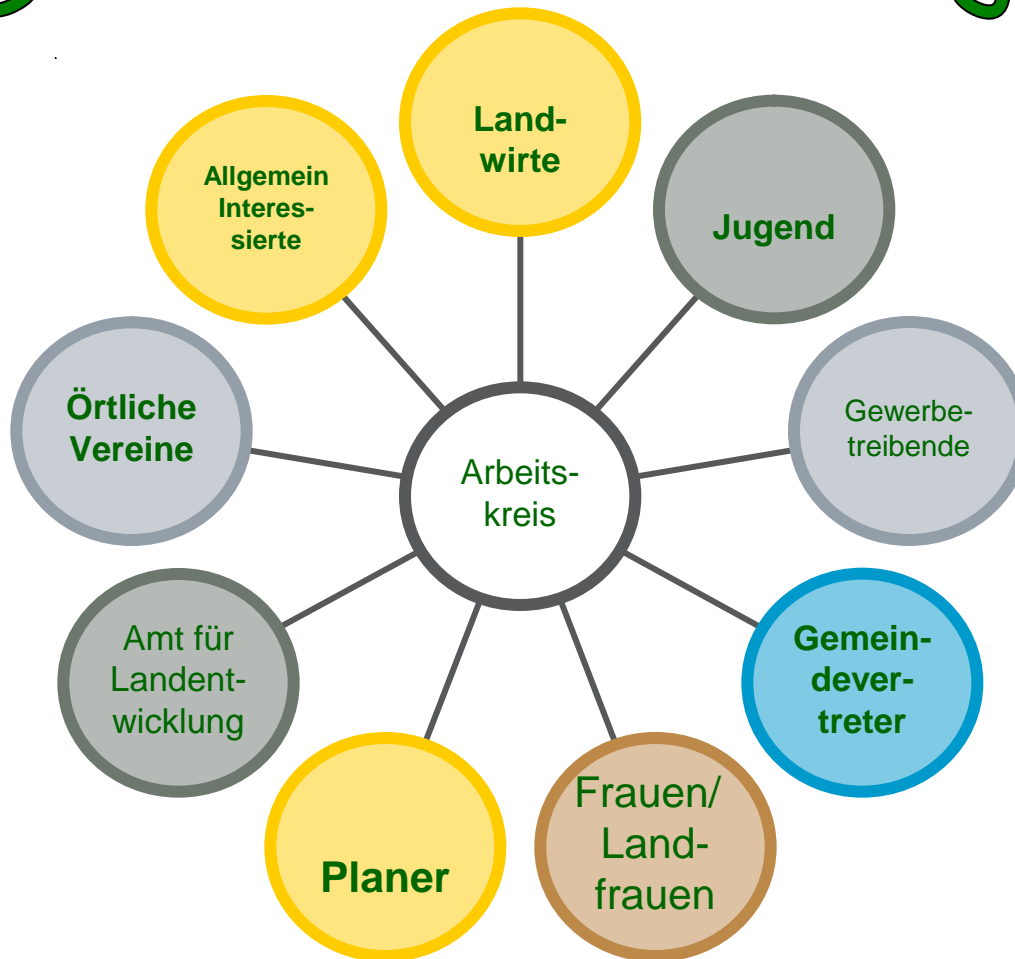 Land-
wirte
Jugend
Gewerbe-
treibende
Gemein-
dever-
treter
Frauen/
Land-
frauen
Planer
Amt für
Landent-
wicklung
Örtliche
Vereine
Allgemein
Interes-
sierte
Arbeits-
kreis